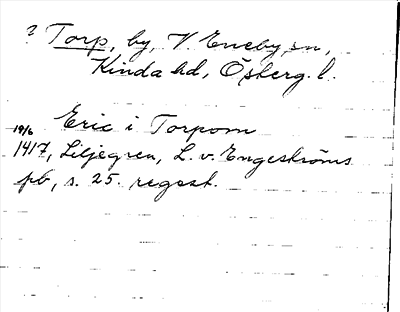 ? Torp, by, V. Eneby sn,
Kinda hd, Österg. l.
Eric i Torpom
19/6
1417, Liljegren, L. v. Engeströms
pb, s. 25. regest.